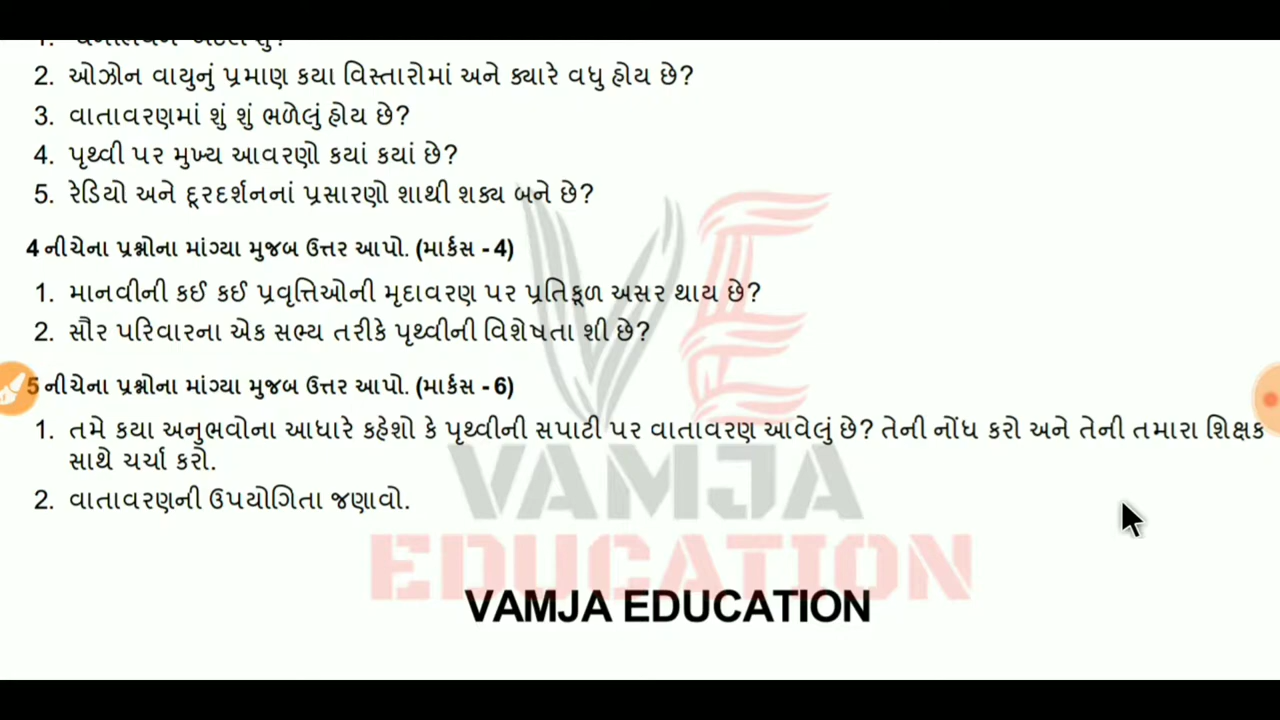 2. ઓઝોન વાયુનું પ્રમાણ કયા વિસ્તારોમાં અને ક્યારે વધુ હોય છે?
3. વાતાવરણમાં શું શું ભળેલું હોય છે?
4. પૃથ્વી પર મુખ્ય આવરણો કયાં કયાં છે?
5. રેડિયો અને દૂરદર્શનનાં પ્રસારણો શાથી શક્ય બને છે?
4 નીચેના પ્રશ્નોના માંગ્યા મુજબ ઉત્તર આપો. (માર્કસ - 4)
1. માનવીની કઈ કઈ પ્રવૃત્તિઓની મૃદાવરણ પર પ્રતિકૂળ અસર થાય છે?
2. સૌર પરિવારના એક સભ્ય તરીકે પૃથ્વીની વિશેષતા શી છે?
5 નીચેના પ્રશ્નોના માંગ્યા મુજબ ઉત્તર આપો. (માર્કસ - 6)
1. તમે કયા અનુભવોના આધારે કહેશો કે પૃથ્વીની સપાટી પર વાતાવરણ આવેલું છે? તેની નોંધ કરો અને તેની તમારા શિક્ષક
સાથે ચર્ચા કરો.
2. વાતાવરણની ઉપયોગિતા જણાવો.
VE
VAMJA
EDUCATION
VAMJA EDUCATION